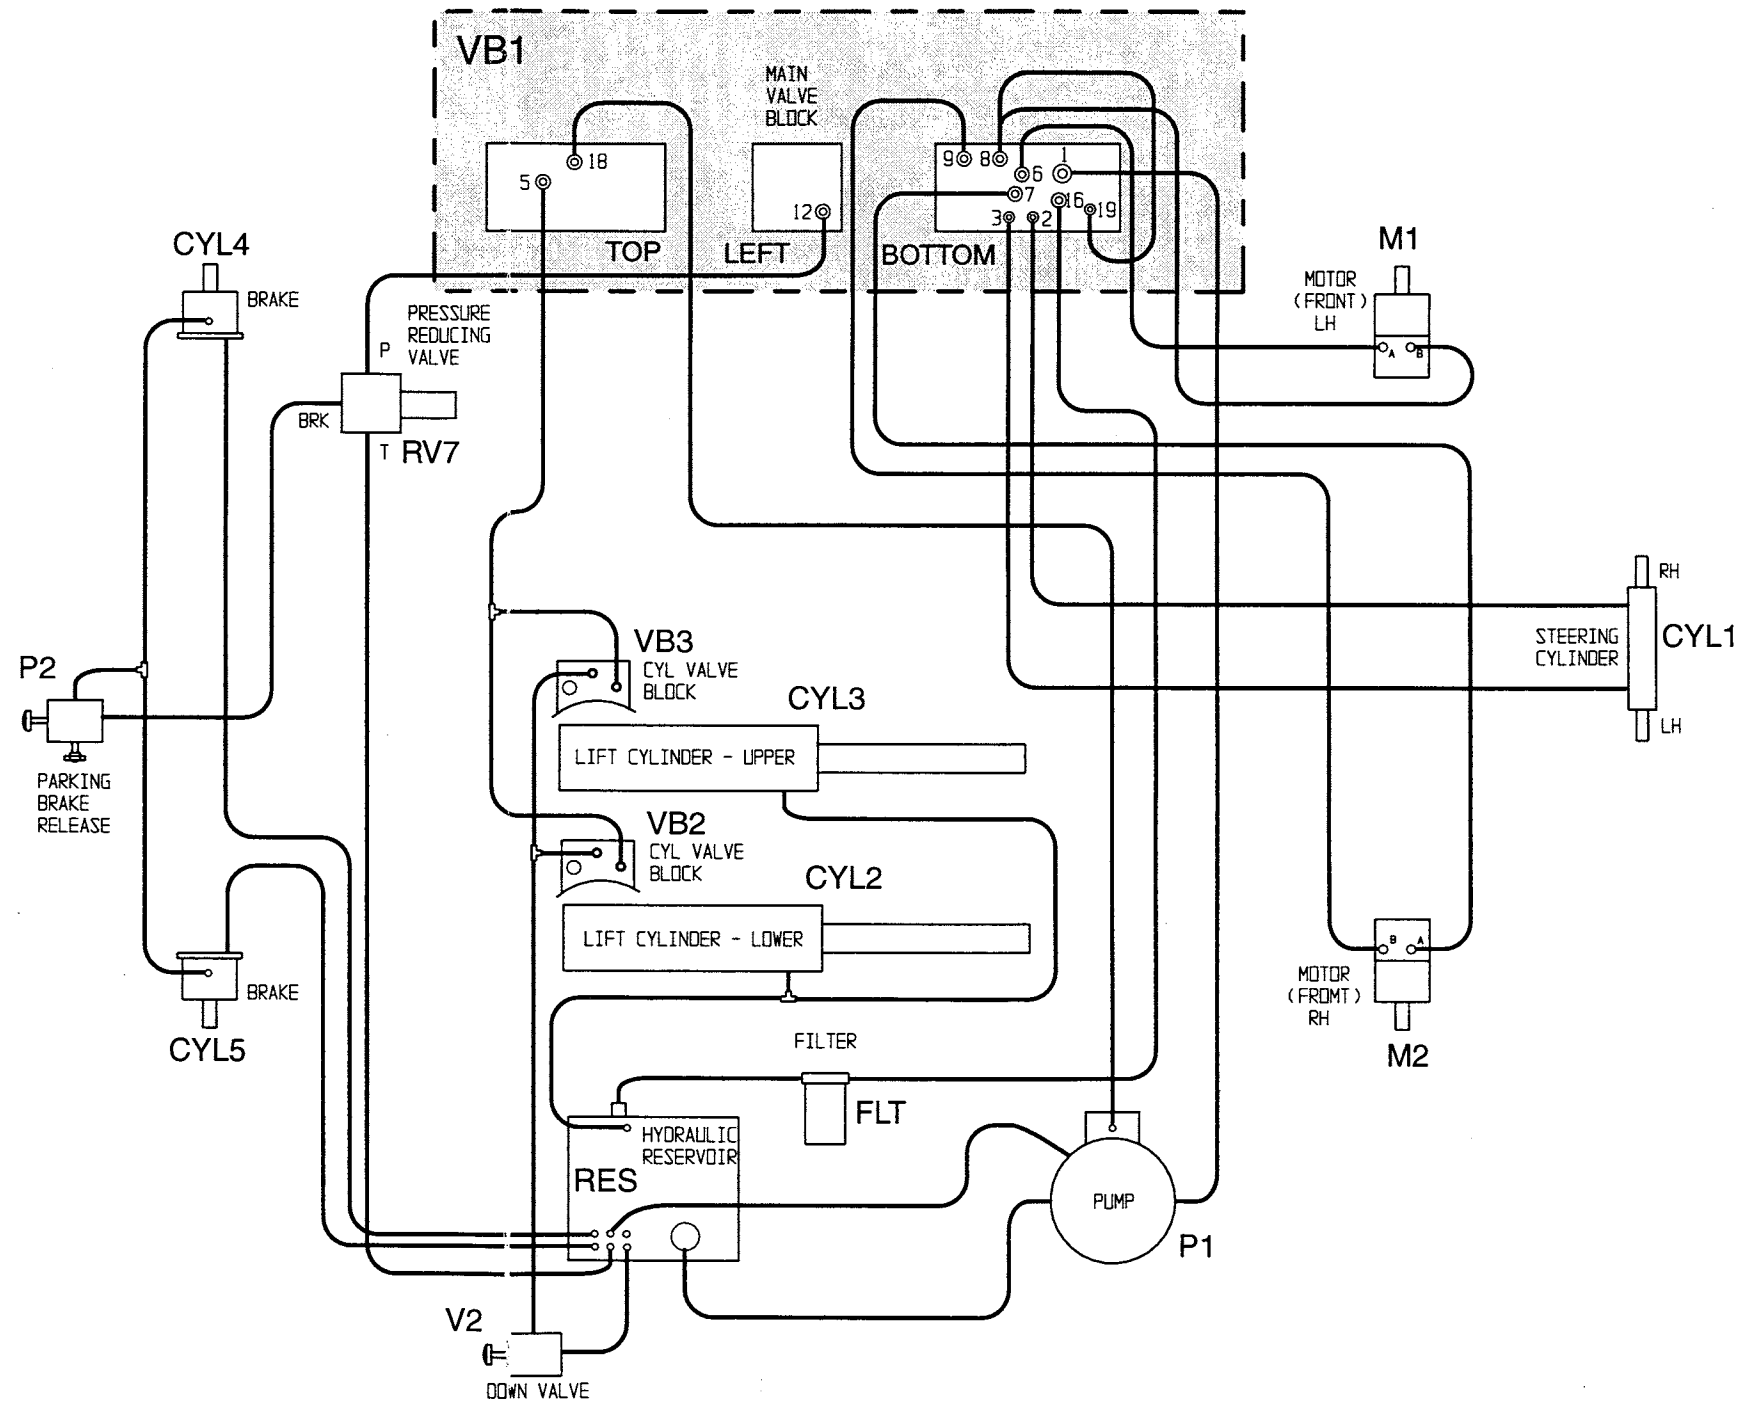 VB1
MAIN
VALVE
BLOCK
18
5
12
9
8
6
1
7
16
19
3
2
TOP
LEFT
BOTTOM
CYL4
BRAKE
PRESSURE
REDUCING
VALVE
P
BRK
T
RV7
M1
MOTOR
(FRONT)
LH
A
B
RH
STEERING
CYLINDER
CYL1
LH
P2
PARKING
BRAKE
RELEASE
VB3
CYL VALVE
BLOCK
CYL3
LIFT CYLINDER - UPPER
VB2
CYL VALVE
BLOCK
CYL2
LIFT CYLINDER - LOWER
B
A
MOTOR
(FROMT)
RH
M2
BRAKE
CYL5
FILTER
FLT
HYDRAULIC
RESERVOIR
RES
PUMP
P1
V2
DOWN VALVE